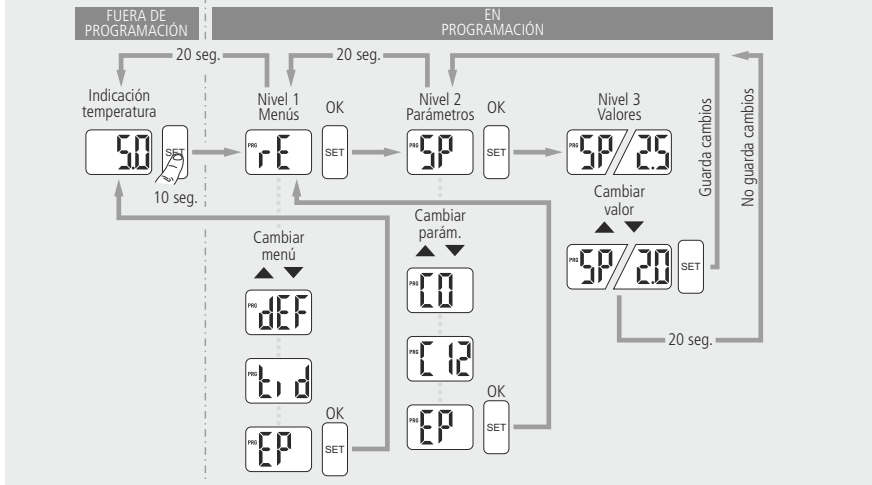 FUERA DE
PROGRAMACIÓN
EN
PROGRAMACIÓN
20 seg.
20 seg.
Indicación
temperatura
Nivel 1
Menús
OK
Nivel 2
Parámetros
OK
Nivel 3
Valores
5.0
SET
PRG rE
SET
PRG SP
SET
PRG SP 2.5
10 seg.
Cambiar
menú
Cambiar
parám.
Cambiar
valor
Guarda cambios
No guarda cambios
PRG SP 2.0
SET
PRG dEF
PRG C0
20 seg.
PRG tid
PRG C12
OK
PRG EP
SET
OK
PRG EP
SET